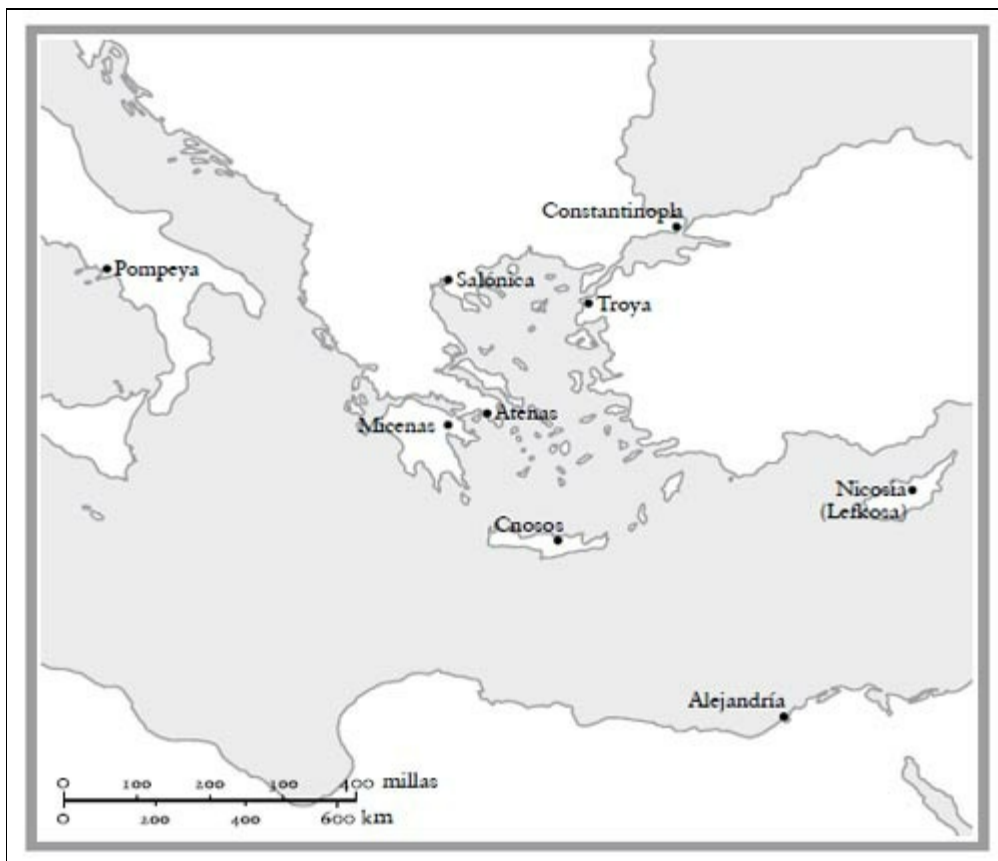 Constantinopla
Pompeya
Salónica
Troya
Atenas
Micenas
Nicosia
(Lefkosa)
Cnosos
Alejandría
0 100 200 300 400 millas
0 200 400 600 km